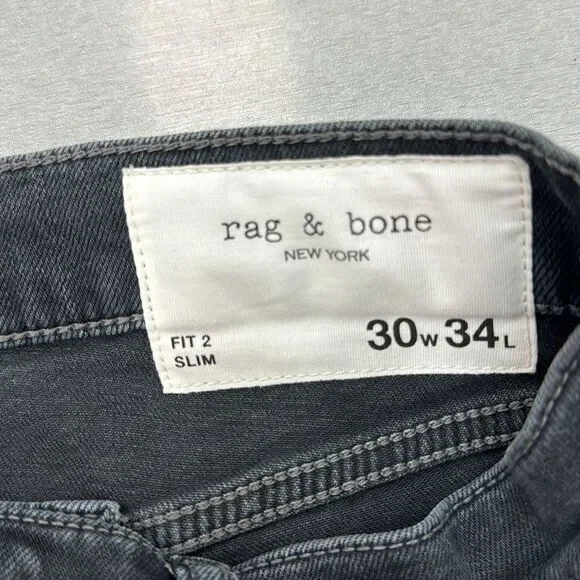 rag & bone
NEW YORK
FIT 2
SLIM
30W 34L